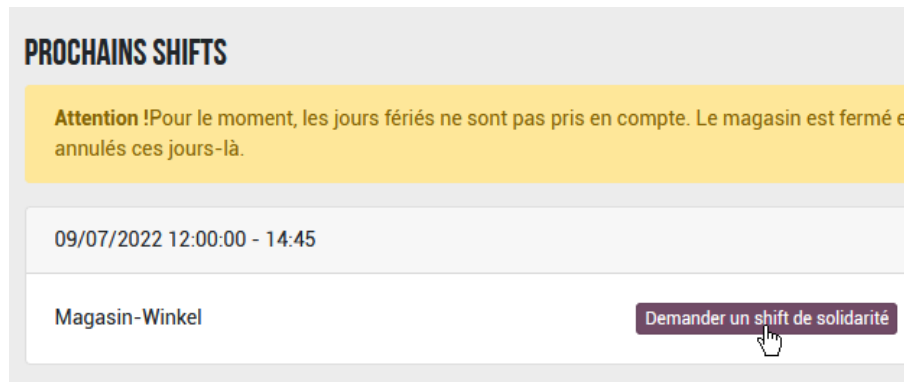 PROCHAINS SHIFTS
Attention !Pour le moment, les jours fériés ne sont pas pris en compte. Le magasin est fermé e
annulés ces jours-là.
09/07/2022 12:00:00 - 14:45
Magasin-Winkel
Demander un shift de solidarité